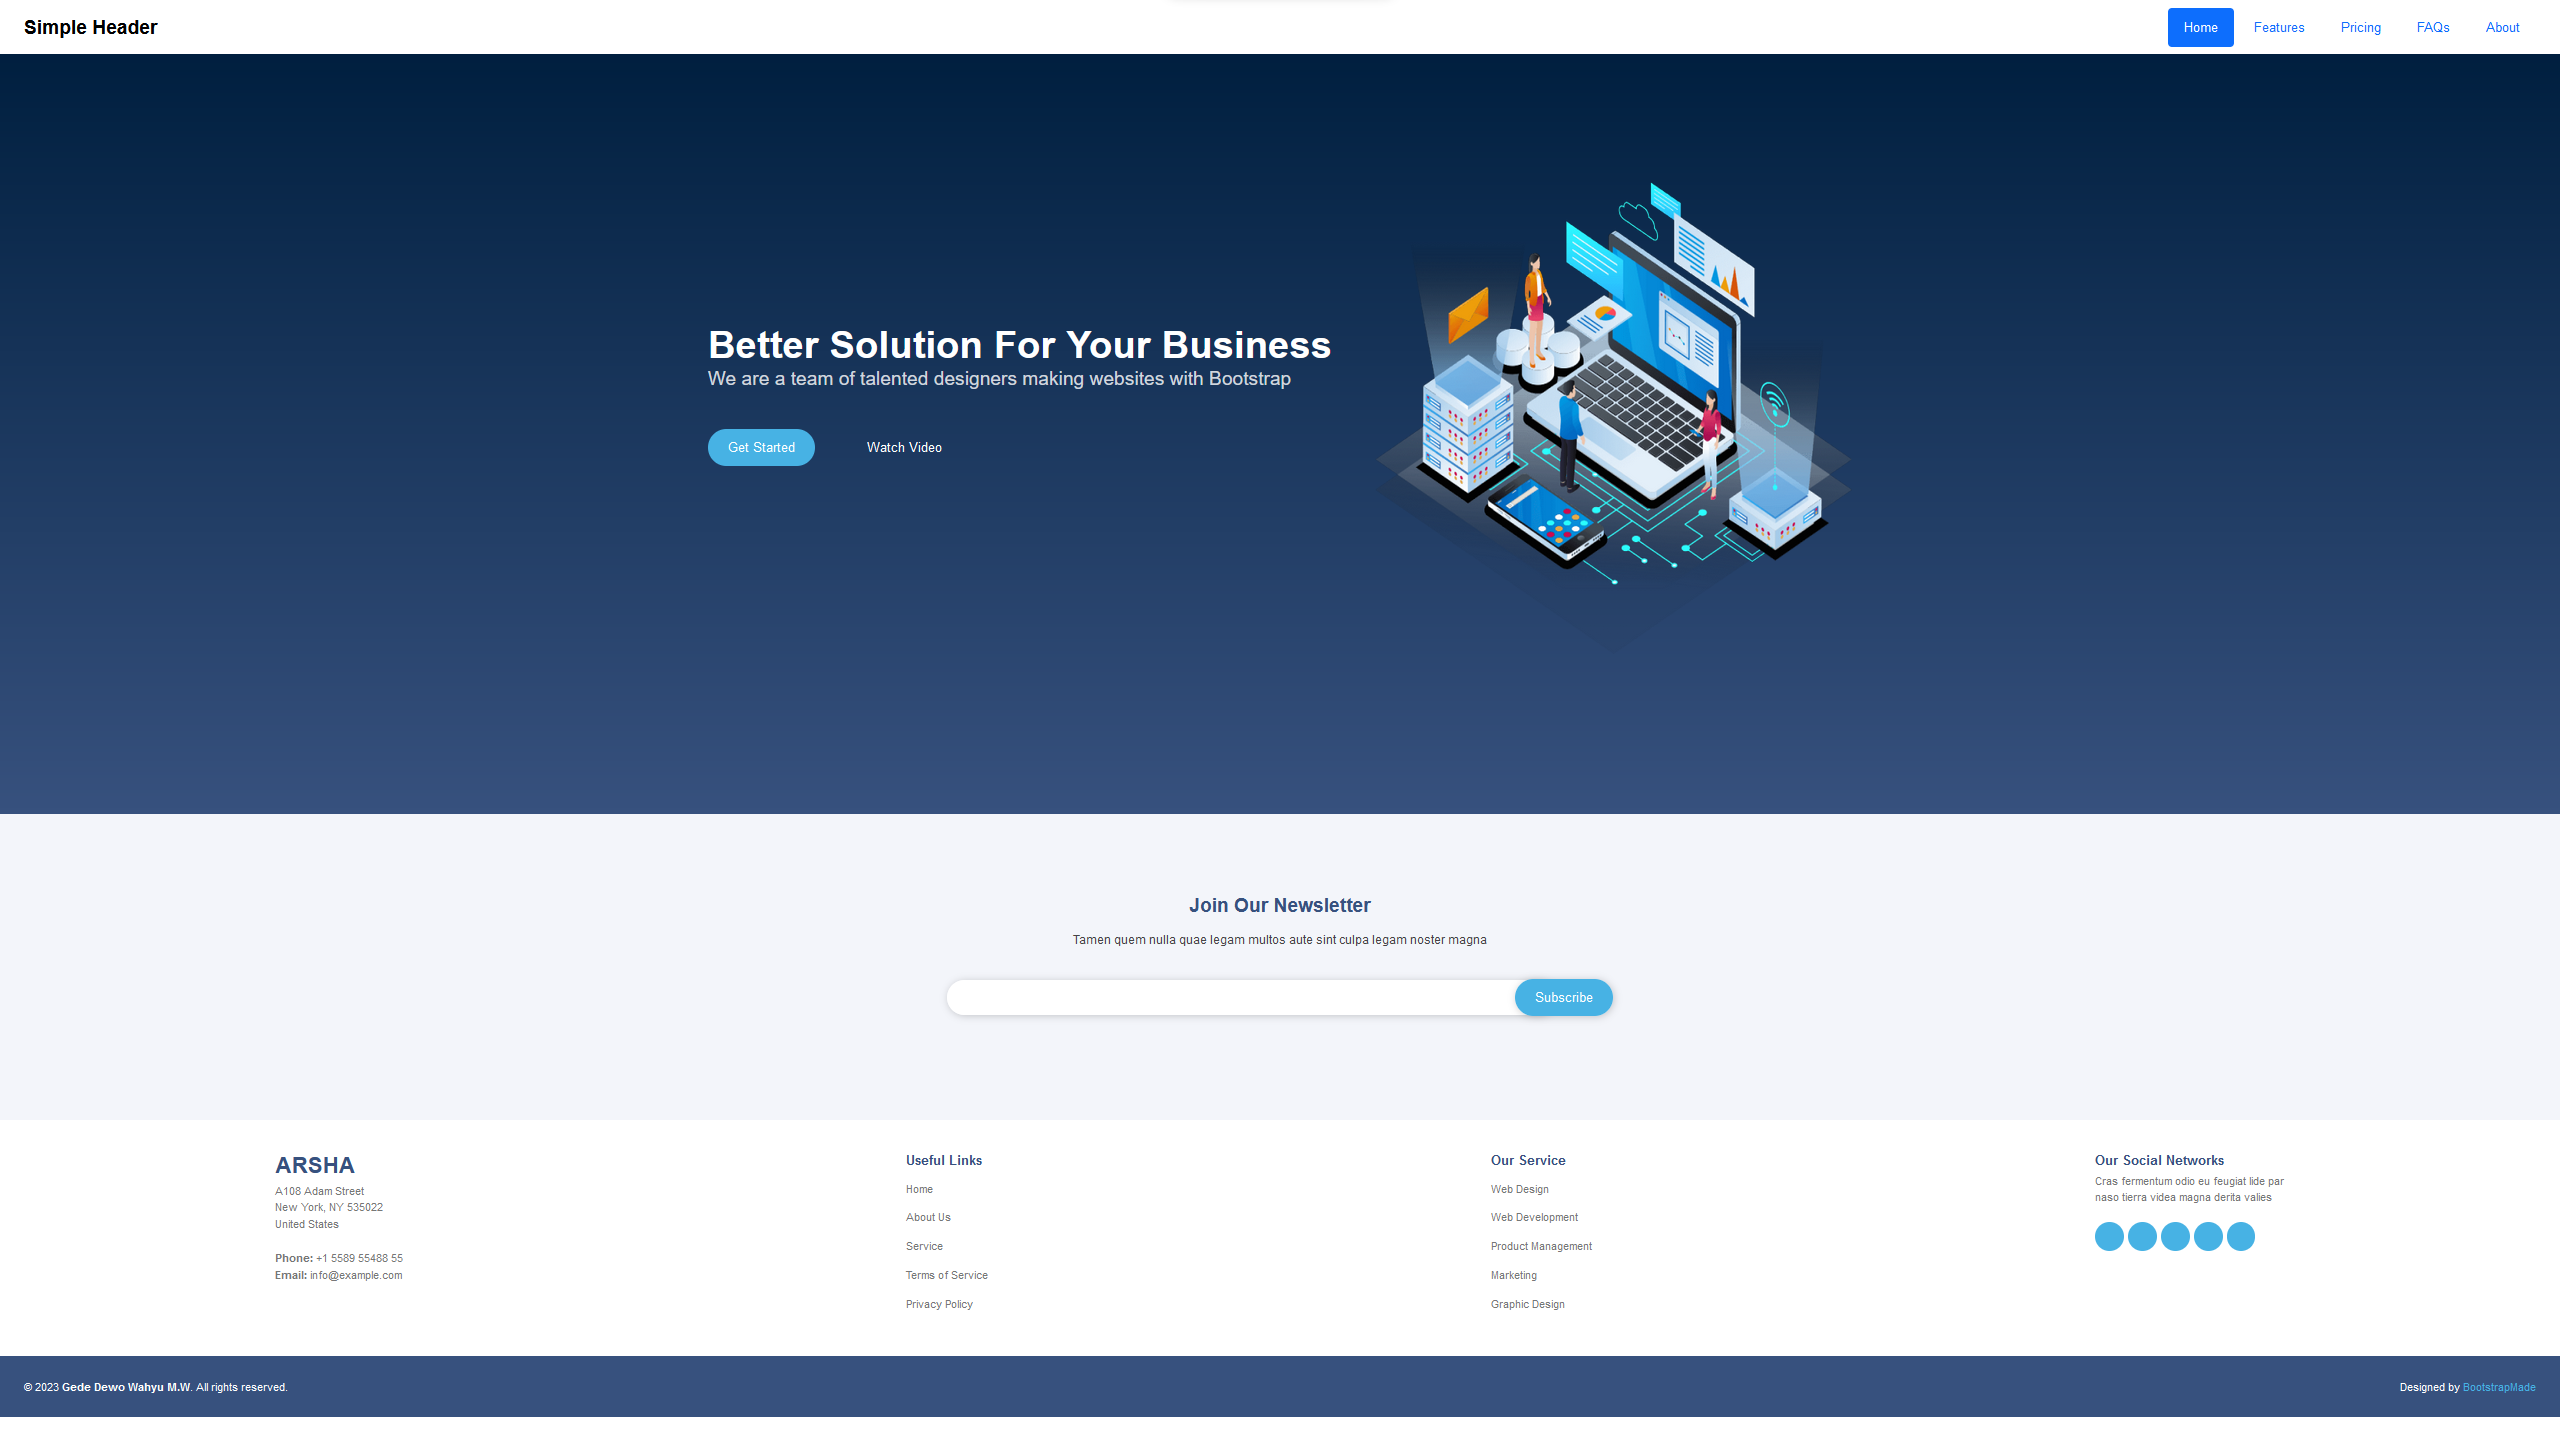 Simple Header
Home Features Pricing FAQs About
Better Solution For Your Business
We are a team of talented designers making websites with Bootstrap
Get Started Watch Video
Join Our Newsletter
Tamen quem nulla quae legam multos aute sint culpa legam noster magna
Subscribe
ARSHA
A108 Adam Street
New York, NY 535022
United States
Phone: +1 5589 55488 55
Email: info@example.com
Useful Links
Home
About Us
Service
Terms of Service
Privacy Policy
Our Service
Web Design
Web Development
Product Management
Marketing
Graphic Design
Our Social Networks
Cras fermentum odio eu feugiat lide par
naso tierra videa magna derita valies
© 2023 Gede Dewo Wahyu M.W. All rights reserved.
Designed by BootstrapMade